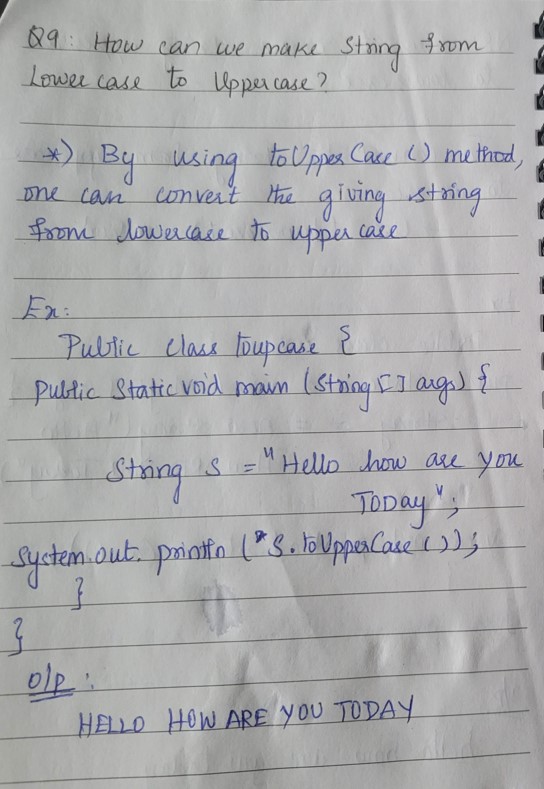 Q9: How can we make String from
Lower case to Uppercase?
*) By using toUpperCase () method,
one can convert the giving string
from lowercase to upper case
Ex:
Public class Toupcase {
Public Static void main (String [] args) {
String S = "Hello how are you
TODay";
System.out. println (*S.toUpperCase ());
}
}
O/P:
HELLO HOW ARE YOU TODAY